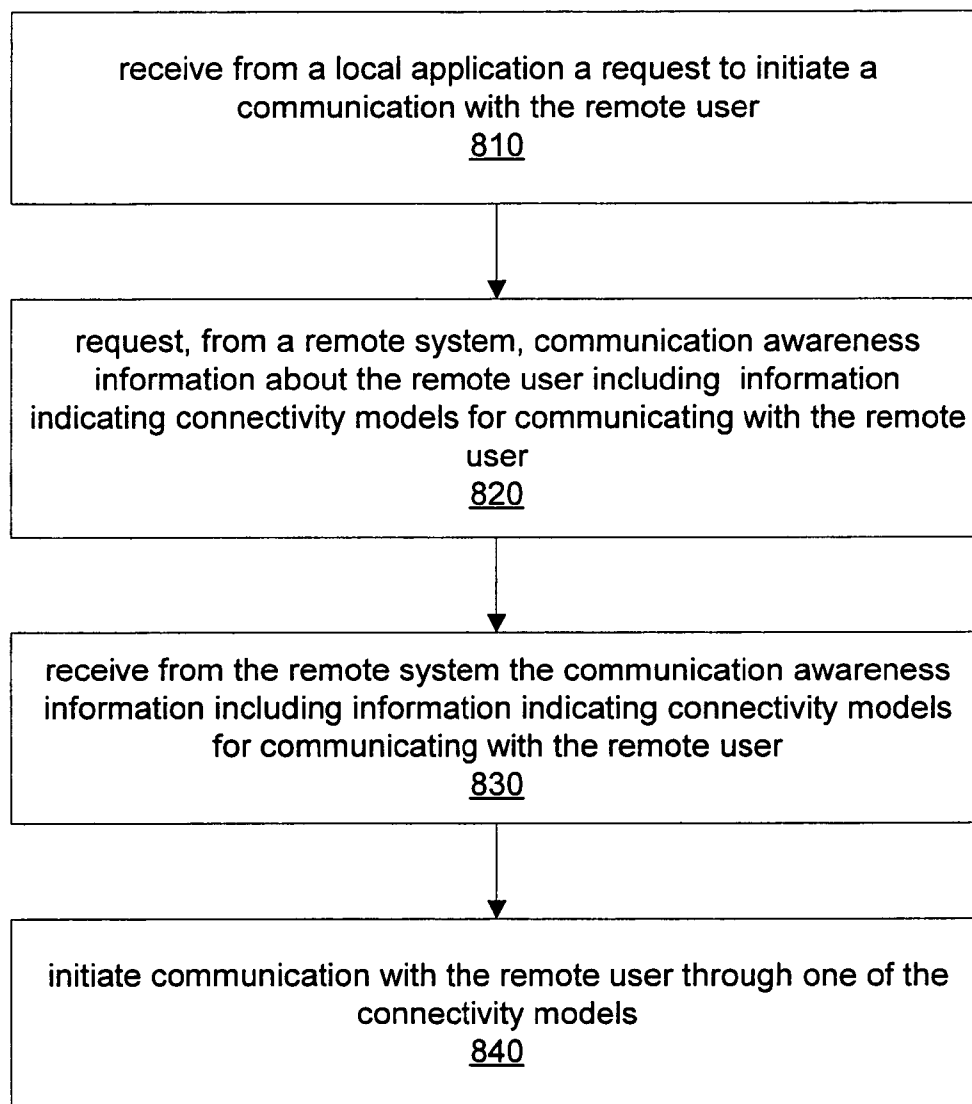 receive from a local application a request to initiate a
communication with the remote user
810
request, from a remote system, communication awareness
information about the remote user including information
indicating connectivity models for communicating with the remote
user
820
receive from the remote system the communication awareness
information including information indicating connectivity models
for communicating with the remote user
830
initiate communication with the remote user through one of the
connectivity models
840